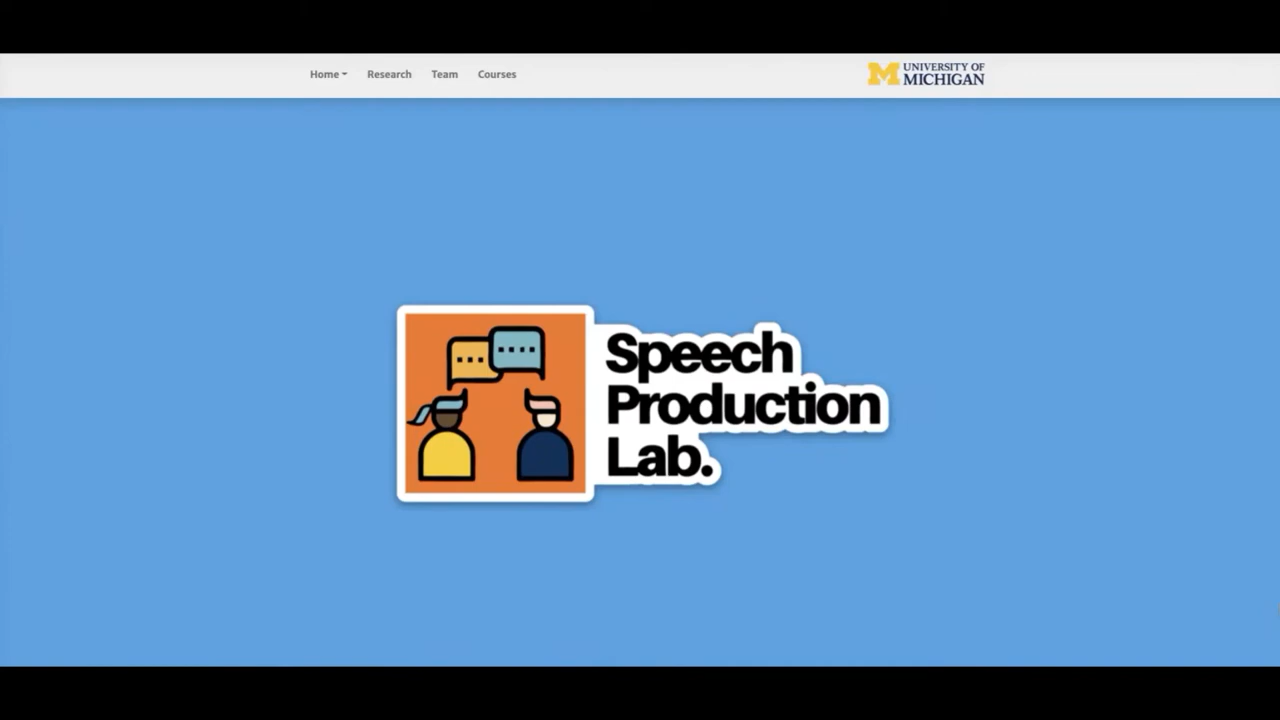 Home Research Team Courses
UNIVERSITY OF
MICHIGAN
Speech
Production
Lab.